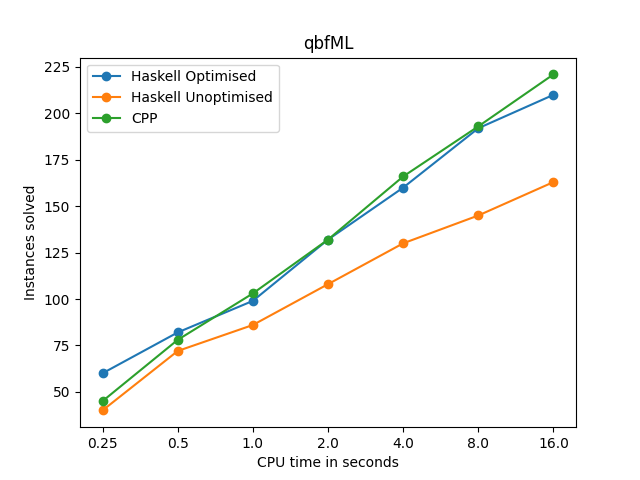 qbfML
Haskell Optimised
Haskell Unoptimised
CPP
225
200
175
150
125
100
75
50
Instances solved
0.25 0.5 1.0 2.0 4.0 8.0 16.0
CPU time in seconds